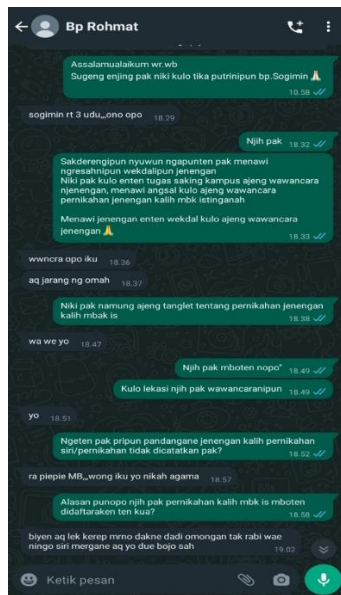 Bp Rohmat
Assalamualaikum wr.wb
Sugeng enjing pak niki kulo tika putrinipun bp.Sogimin 🙏
10.58
sogimin rt 3 udu,,,ono opo 18.29
Njih pak 18.32
Sakderengipun nyuwun ngapunten pak menawi
ngresahnipun wekdalipun jenengan
Niki pak kulo enten tugas saking kampus ajeng wawancara
njenengan, menawi angsal kulo ajeng wawancara
pernikahan jenengan kalih mbk istinganah
Menawi jenengan enten wekdal kulo ajeng wawancara
jenengan 🙏 18.33
wwncra opo iku 18.36
aq jarang ng omah 18.37
Niki pak namung ajeng tanglet tentang pernikahan jenengan
kalih mbak is 18.38
wa we yo 18.47
Njih pak mboten nopo" 18.49
Kulo lekasi njih pak wawancaranipun 18.49
yo 18.51
Ngeten pak pripun pandangane jenengan kalih pernikahan
siri/pernikahan tidak dicatatkan pak? 18.52
ra piepie MB,,,wong iku yo nikah agama 18.57
Alasan punopo njih pak pernikahan kalih mbk is mboten
didaftaraken ten kua? 18.58
biyen aq lek kerep mrno dakne dadi omongan tak rabi wae
ningo siri mergane aq yo due bojo sah 19.02
Ketik pesan